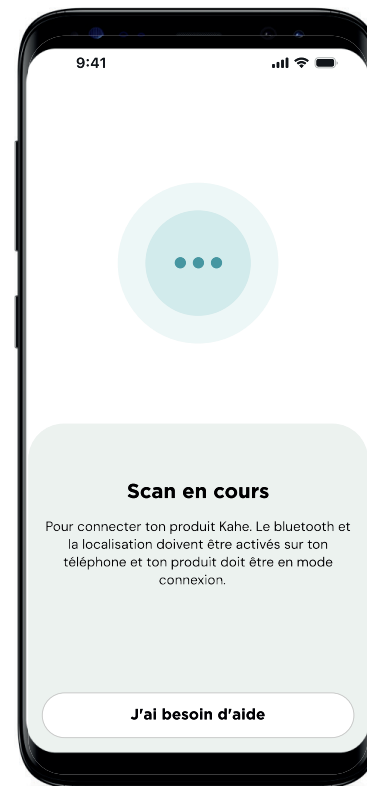 9:41
Scan en cours
Pour connecter ton produit Kahe. Le bluetooth et
la localisation doivent être activés sur ton
téléphone et ton produit doit être en mode
connexion.
J'ai besoin d'aide